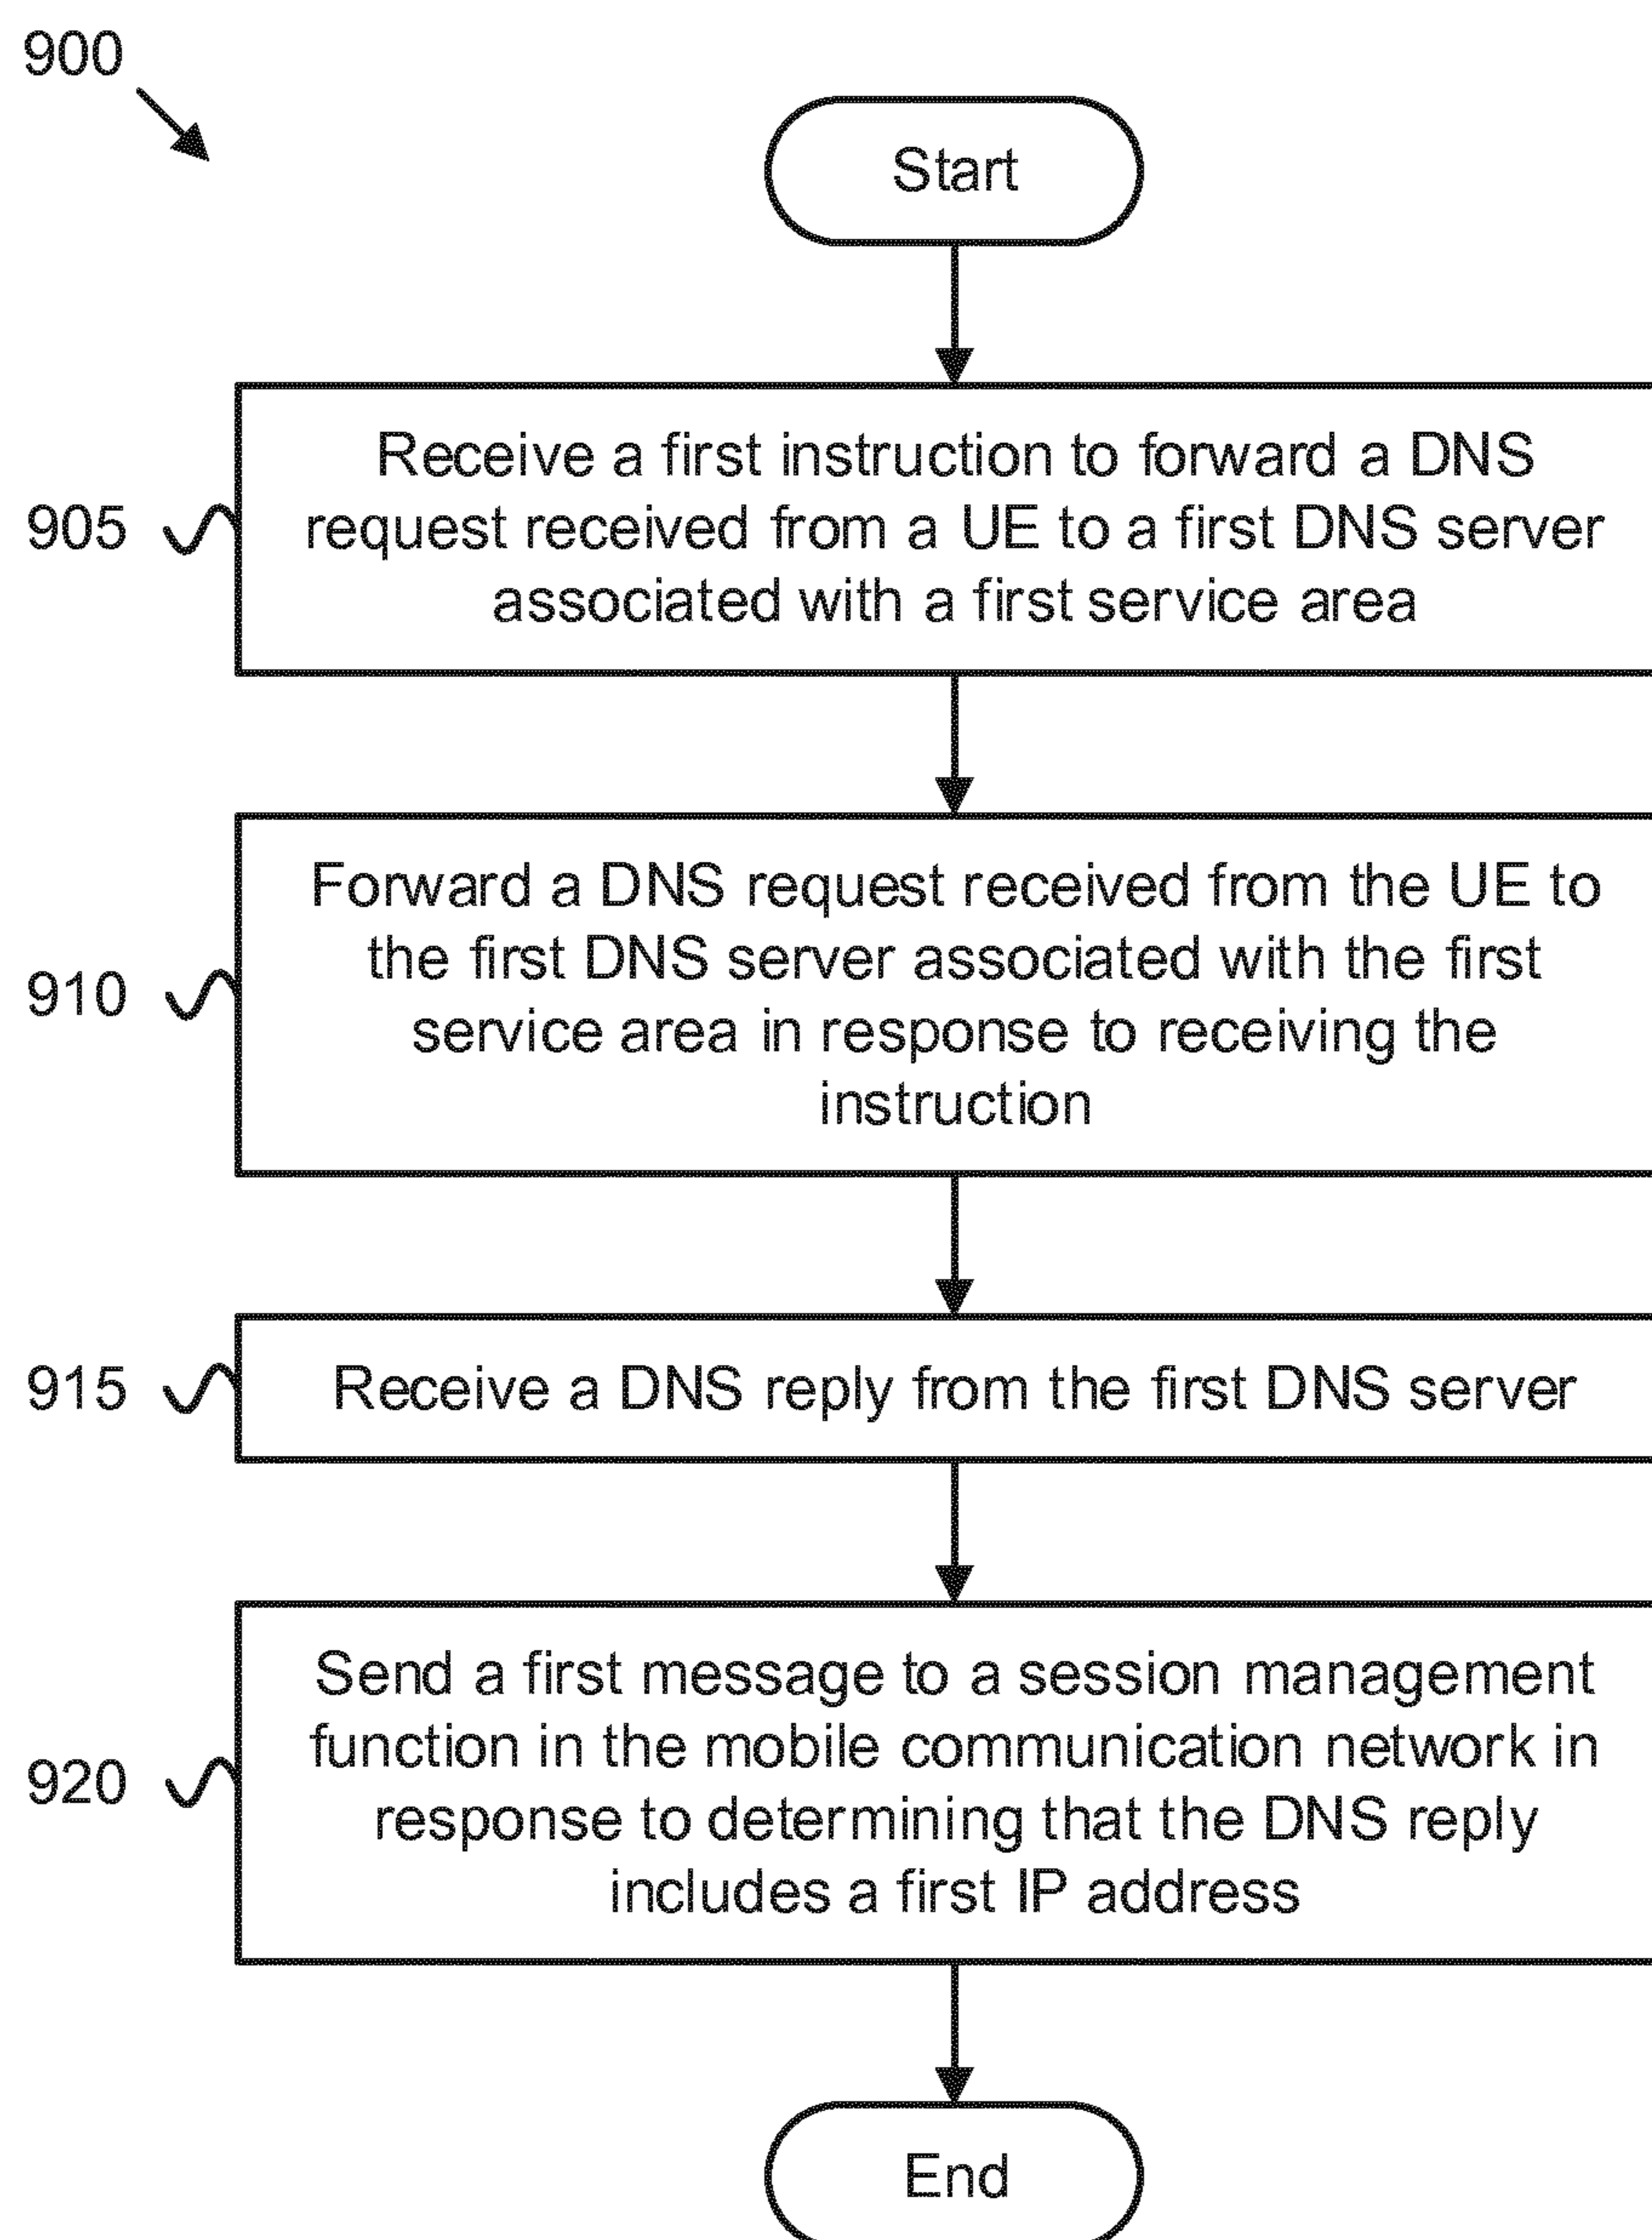 900
Start
905
Receive a first instruction to forward a DNS
request received from a UE to a first DNS server
associated with a first service area
910
Forward a DNS request received from the UE to
the first DNS server associated with the first
service area in response to receiving the
instruction
915
Receive a DNS reply from the first DNS server
920
Send a first message to a session management
function in the mobile communication network in
response to determining that the DNS reply
includes a first IP address
End